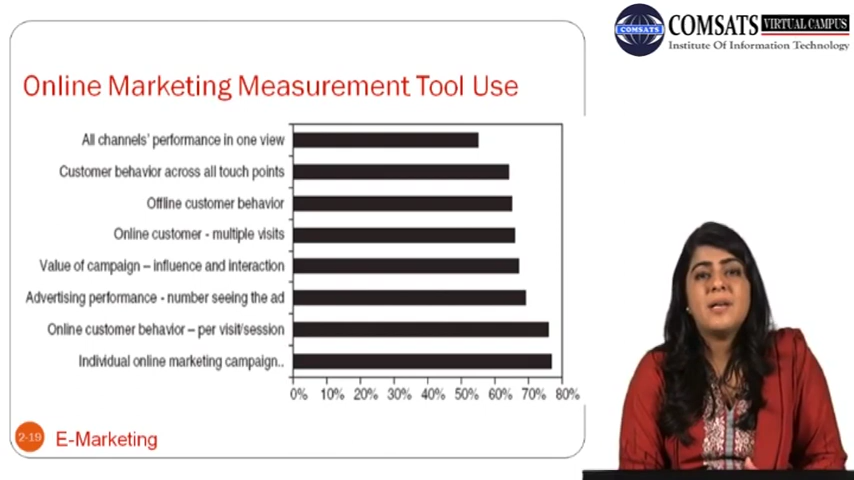 COMSATS VIRTUAL CAMPUS
COMSATS
Institute Of Information Technology
Online Marketing Measurement Tool Use
All channels' performance in one view
Customer behavior across all touch points
Offline customer behavior
Online customer - multiple visits
Value of campaign – influence and interaction
Advertising performance - number seeing the ad
Online customer behavior – per visit/session
Individual online marketing campaign..
0% 10% 20% 30% 40% 50% 60% 70% 80%
2-19 E-Marketing